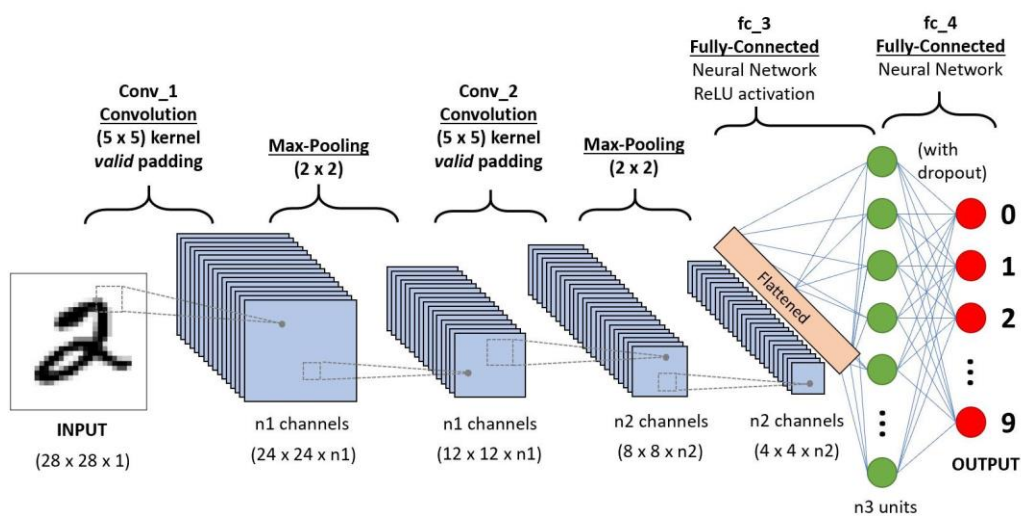 fc_3
Fully-Connected
Neural Network
ReLU activation
fc_4
Fully-Connected
Neural Network
Conv_1
Convolution
(5 x 5) kernel
valid padding
Max-Pooling
(2 x 2)
Conv_2
Convolution
(5 x 5) kernel
valid padding
Max-Pooling
(2 x 2)
(with
dropout)
0
1
2
9
Flattened
INPUT
(28 x 28 x 1)
n1 channels
(24 x 24 x n1)
n1 channels
(12 x 12 x n1)
n2 channels
(8 x 8 x n2)
n2 channels
(4 x 4 x n2)
OUTPUT
n3 units
2